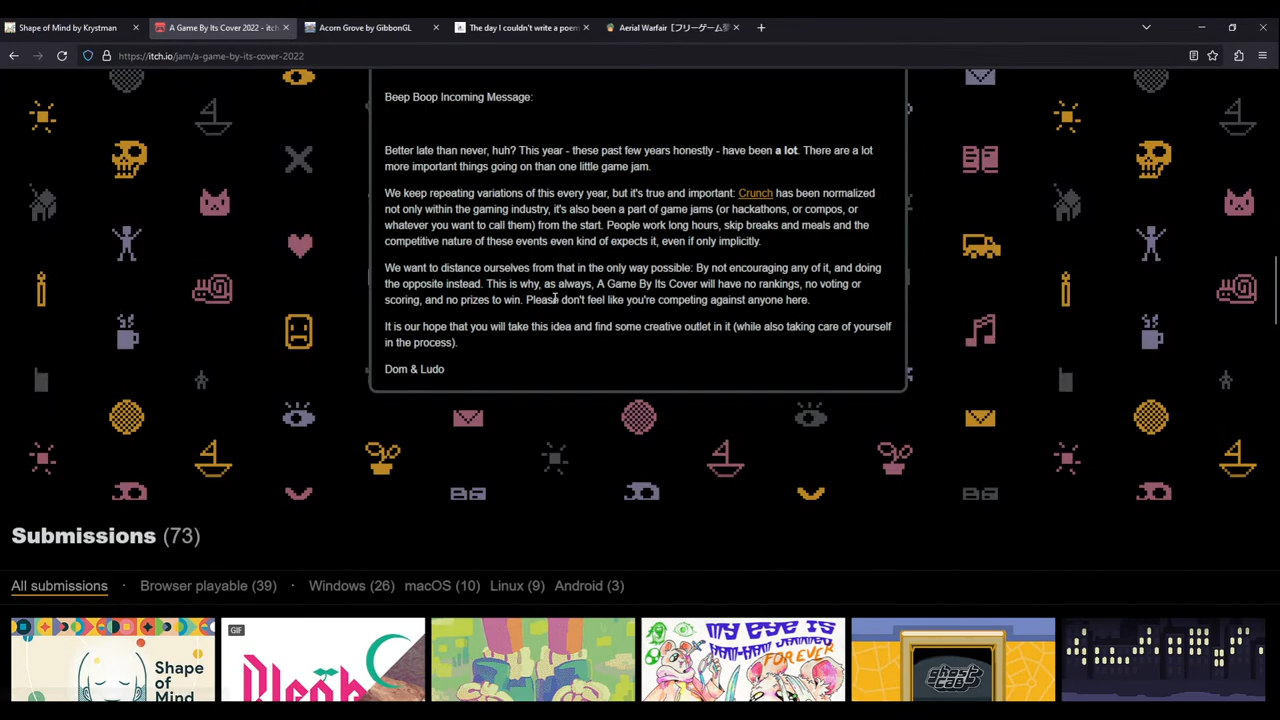 Shape of Mind by Krystman
A Game By Its Cover 2022 - itch
Acorn Grove by GibbonGL
The day I couldn't write a poem
Aerial Warfair [フリーゲーム
https://itch.io/jam/a-game-by-its-cover-2022
Beep Boop Incoming Message:
Better late than never, huh? This year - these past few years honestly - have been a lot. There are a lot
more important things going on than one little game jam.
We keep repeating variations of this every year, but it's true and important: Crunch has been normalized
not only within the gaming industry, it's also been a part of game jams (or hackathons, or compos, or
whatever you want to call them) from the start. People work long hours, skip breaks and meals and the
competitive nature of these events even kind of expects it, even if only implicitly.
We want to distance ourselves from that in the only way possible: By not encouraging any of it, and doing
the opposite instead. This is why, as always, A Game By Its Cover will have no rankings, no voting or
scoring, and no prizes to win. Please don't feel like you're competing against anyone here.
It is our hope that you will take this idea and find some creative outlet in it (while also taking care of yourself
in the process).
Dom & Ludo
Submissions (73)
All submissions · Browser playable (39) · Windows (26) macOS (10) Linux (9) Android (3)
Shape
of
Mind
GIF
MY EYE IS
HAM-HAM JAMMED
FOREVER